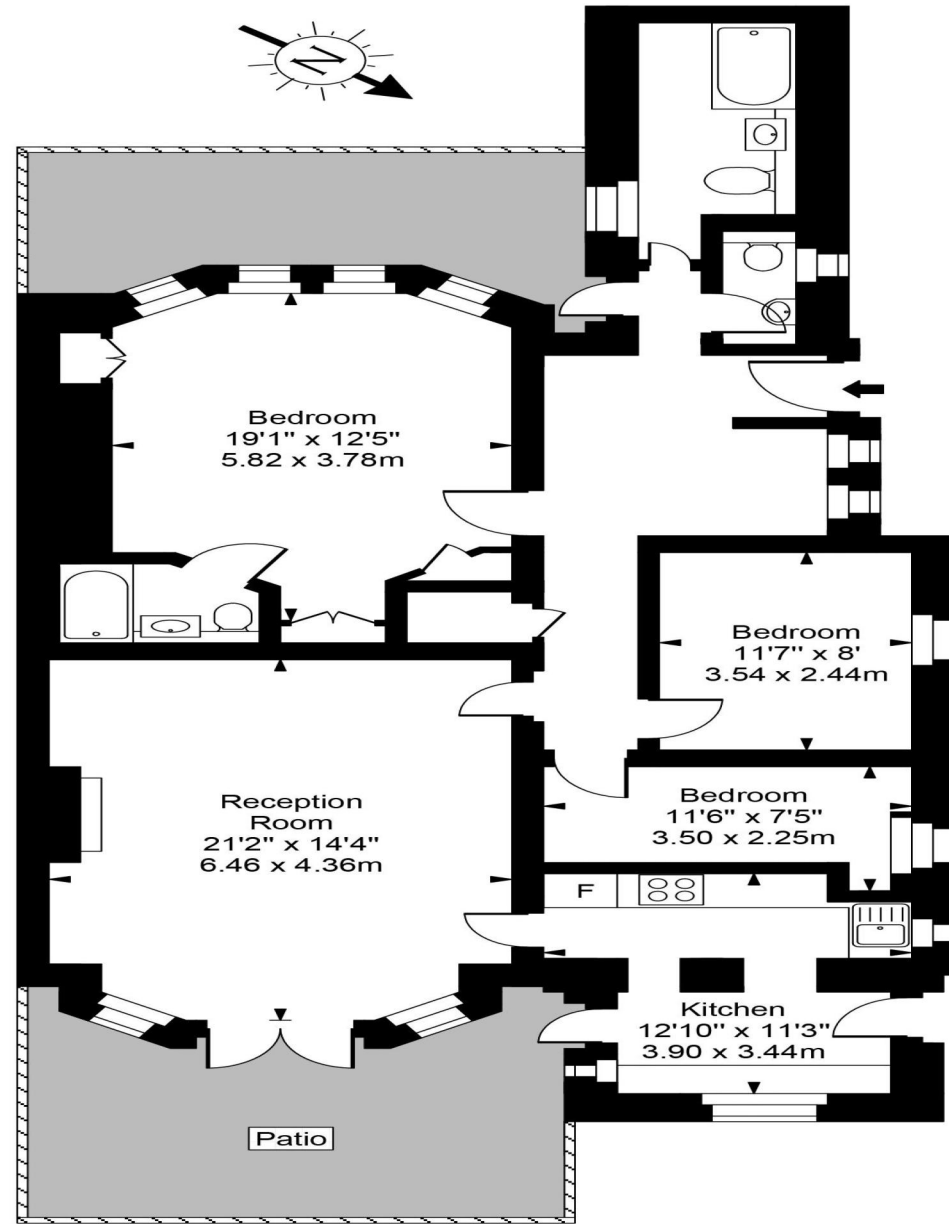 N
Bedroom
19'1" x 12'5"
5.82 x 3.78m
Bedroom
11'7" x 8'
3.54 x 2.44m
Reception
Room
21'2" x 14'4"
6.46 x 4.36m
Bedroom
11'6" x 7'5"
3.50 x 2.25m
F
Kitchen
12'10" x 11'3"
3.90 x 3.44m
Patio